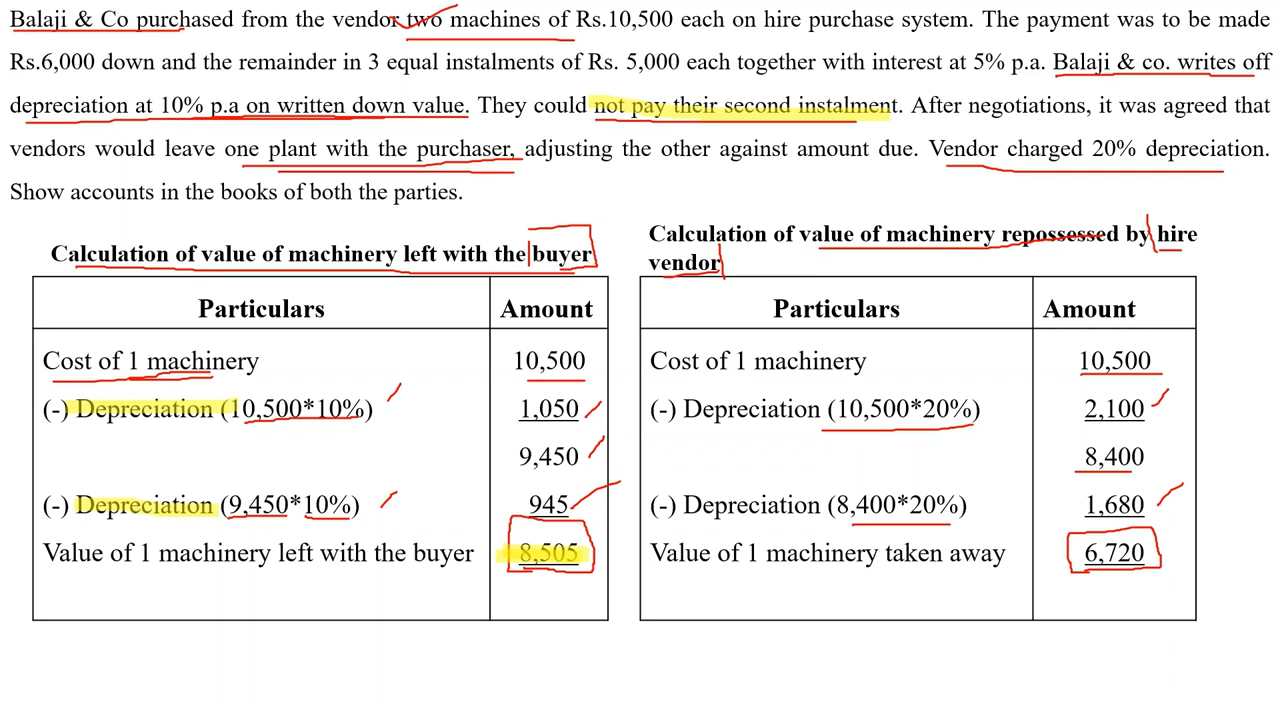 Balaji & Co purchased from the vendor two machines of Rs.10,500 each on hire purchase system. The payment was to be made
Rs.6,000 down and the remainder in 3 equal instalments of Rs. 5,000 each together with interest at 5% p.a. Balaji & co. writes off
depreciation at 10% p.a on written down value. They could not pay their second instalment. After negotiations, it was agreed that
vendors would leave one plant with the purchaser, adjusting the other against amount due. Vendor charged 20% depreciation.
Show accounts in the books of both the parties.
Calculation of value of machinery left with the buyer
Particulars Amount
Cost of 1 machinery 10,500
(-) Depreciation (10,500*10%) 1,050
9,450
(-) Depreciation (9,450*10%) 945
Value of 1 machinery left with the buyer 8,505
Calculation of value of machinery repossessed by hire
vendor
Particulars Amount
Cost of 1 machinery 10,500
(-) Depreciation (10,500*20%) 2,100
8,400
(-) Depreciation (8,400*20%) 1,680
Value of 1 machinery taken away 6,720